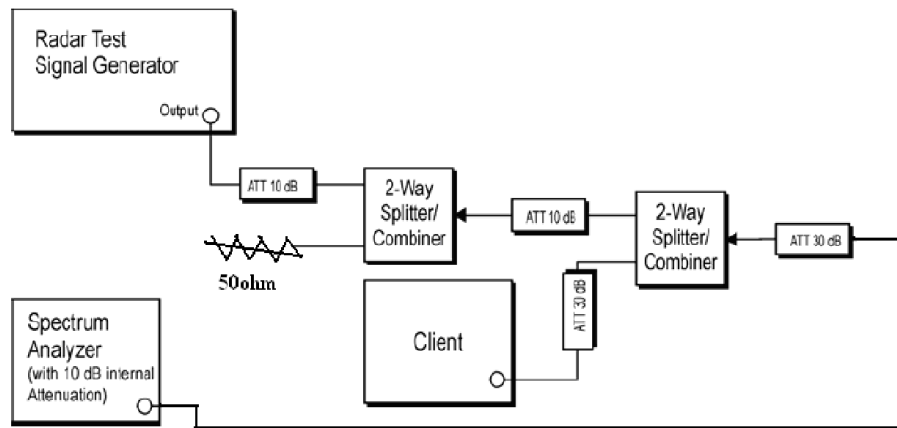 Radar Test
Signal Generator
Output
ATT 10 dB
2-Way
Splitter/
Combiner
ATT 10 dB
2-Way
Splitter/
Combiner
ATT 30 dB
50ohm
ATT 30 dB
Spectrum
Analyzer
(with 10 dB internal
Attenuation)
Client